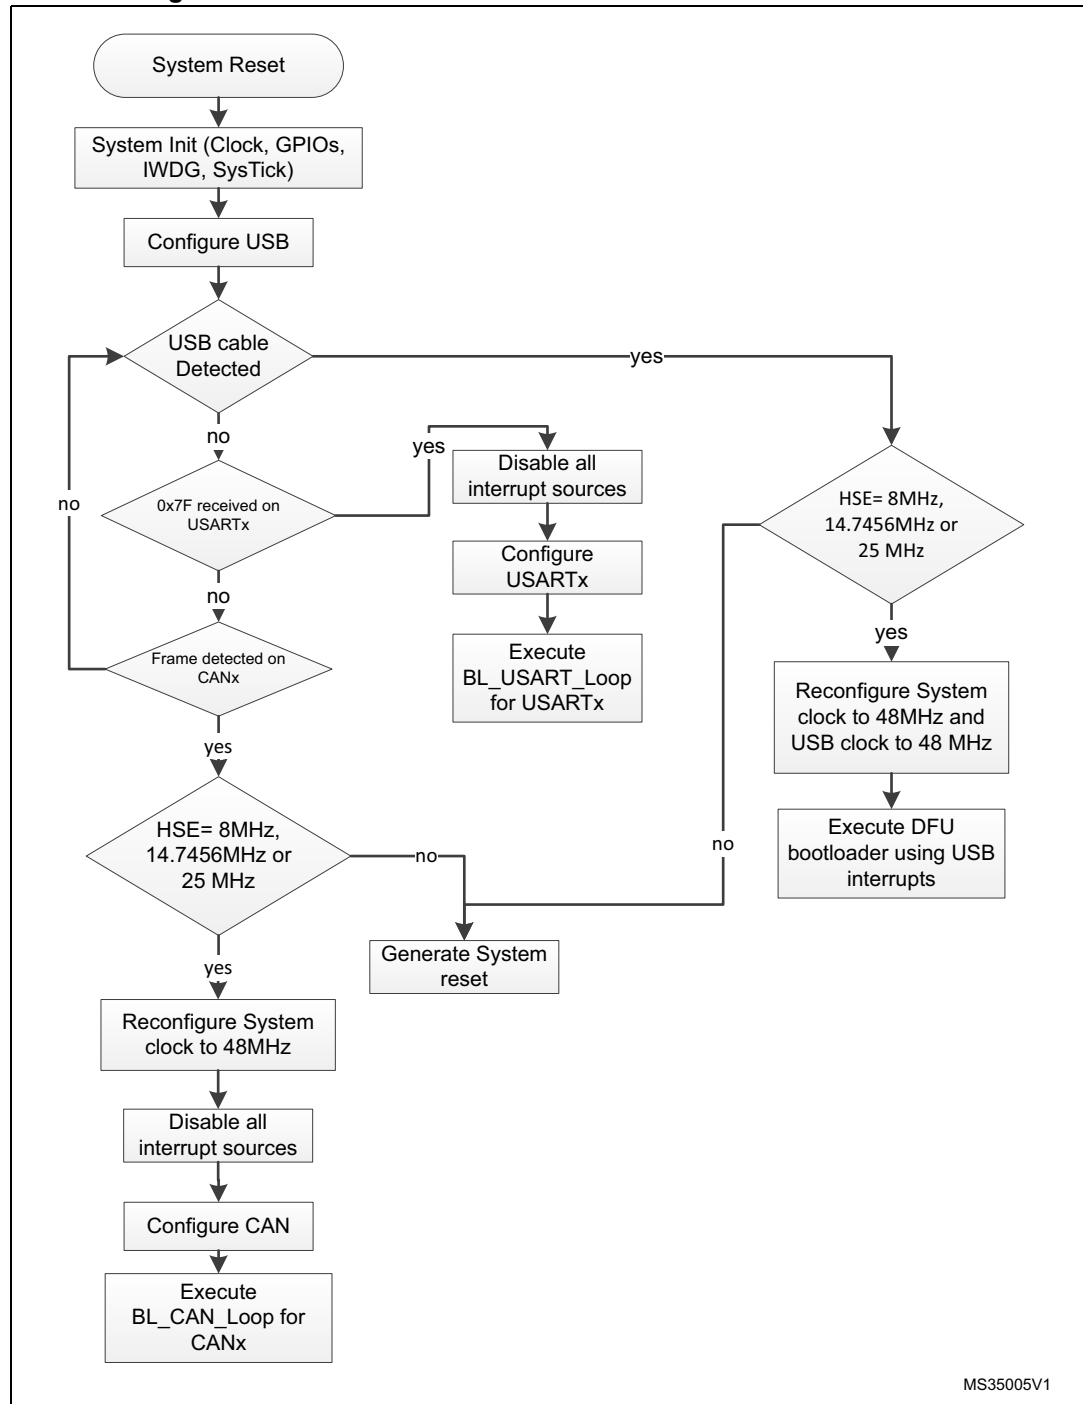 System Reset
System Init (Clock, GPIOs,
IWDG, SysTick)
Configure USB
USB cable
Detected
yes
no
yes
Disable all
interrupt sources
0x7F received on
USARTx
no
HSE= 8MHz,
14.7456MHz or
25 MHz
Configure
USARTx
no
yes
Frame detected on
CANx
Execute
BL_USART_Loop
for USARTx
Reconfigure System
clock to 48MHz and
USB clock to 48 MHz
yes
HSE= 8MHz,
14.7456MHz or
25 MHz
no
no
Execute DFU
bootloader using USB
interrupts
Generate System
reset
yes
Reconfigure System
clock to 48MHz
Disable all
interrupt sources
Configure CAN
Execute
BL_CAN_Loop for
CANx
MS35005V1